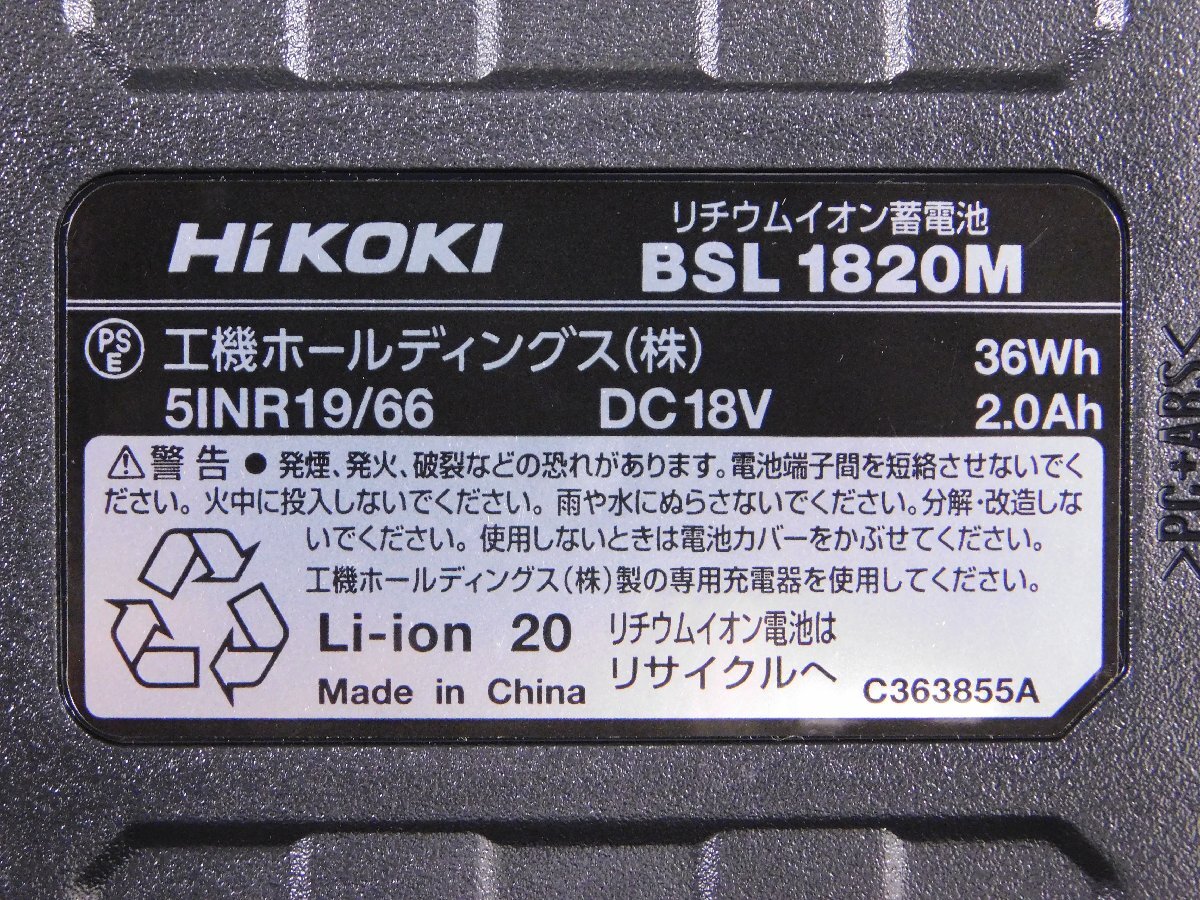 HiKOKI
リチウムイオン蓄電池
BSL 1820M
PSE 工機ホールディングス(株) 36Wh
5INR19/66 DC18V 2.0Ah
⚠警告 ● 発煙、発火、破裂などの恐れがあります。電池端子間を短絡させないでく
ださい。火中に投入しないでください。雨や水にぬらさないでください。分解・改造しな
いでください。使用しないときは電池カバーをかぶせてください。
工機ホールディングス(株)製の専用充電器を使用してください。
Li-ion 20 リチウムイオン電池は
Made in China リサイクルへ C363855A
>PC+ABS<